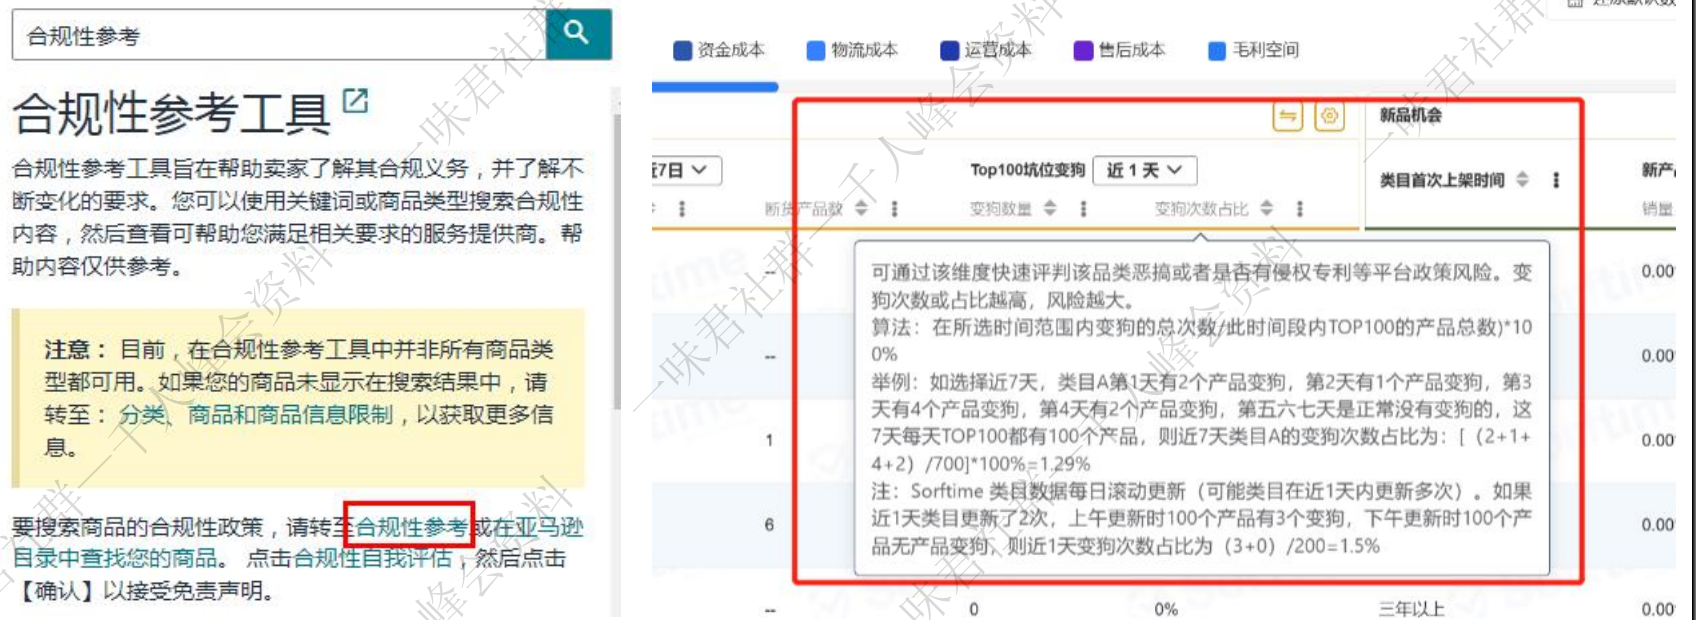 合规性参考
合规性参考工具
合规性参考工具旨在帮助卖家了解其合规义务，并了解不
断变化的要求。您可以使用关键词或商品类型搜索合规性
内容，然后查看可帮助您满足相关要求的服务提供商。帮
助内容仅供参考。
注意： 目前，在合规性参考工具中并非所有商品类
型都可用。如果您的商品未显示在搜索结果中，请
转至： 分类、商品和商品信息限制，以获取更多信
息。
要搜索商品的合规性政策，请转至合规性参考或在亚马逊
目录中查找您的商品。 点击合规性自我评估，然后点击
【确认】以接受免责声明。
资金成本 物流成本 运营成本 售后成本 毛利空间
新品机会
近7日 Top100坑位变狗 近 1 天 类目首次上架时间 新产
断货产品数 变狗数量 变狗次数占比 销量
可通过该维度快速评判该品类恶搞或者是否有侵权专利等平台政策风险。变
狗次数或占比越高，风险越大。
算法：在所选时间范围内变狗的总次数/此时间段内TOP100的产品总数)*10
0%
举例：如选择近7天，类目A第1天有2个产品变狗，第2天有1个产品变狗，第3
天有4个产品变狗，第4天有2个产品变狗，第五六七天是正常没有变狗的，这
7天每天TOP100都有100个产品，则近7天类目A的变狗次数占比为：[（2+1+
4+2）/700]*100%=1.29%
注：Sorftime 类目数据每日滚动更新（可能类目在近1天内更新多次）。如果
近1天类目更新了2次，上午更新时100个产品有3个变狗，下午更新时100个产
品无产品变狗，则近1天变狗次数占比为（3+0）/200=1.5%
-- 0.00
-- 0.00
1 0.00
6 0.00
-- 0 0% 三年以上 0.00
一味君社群—千人峰会资料